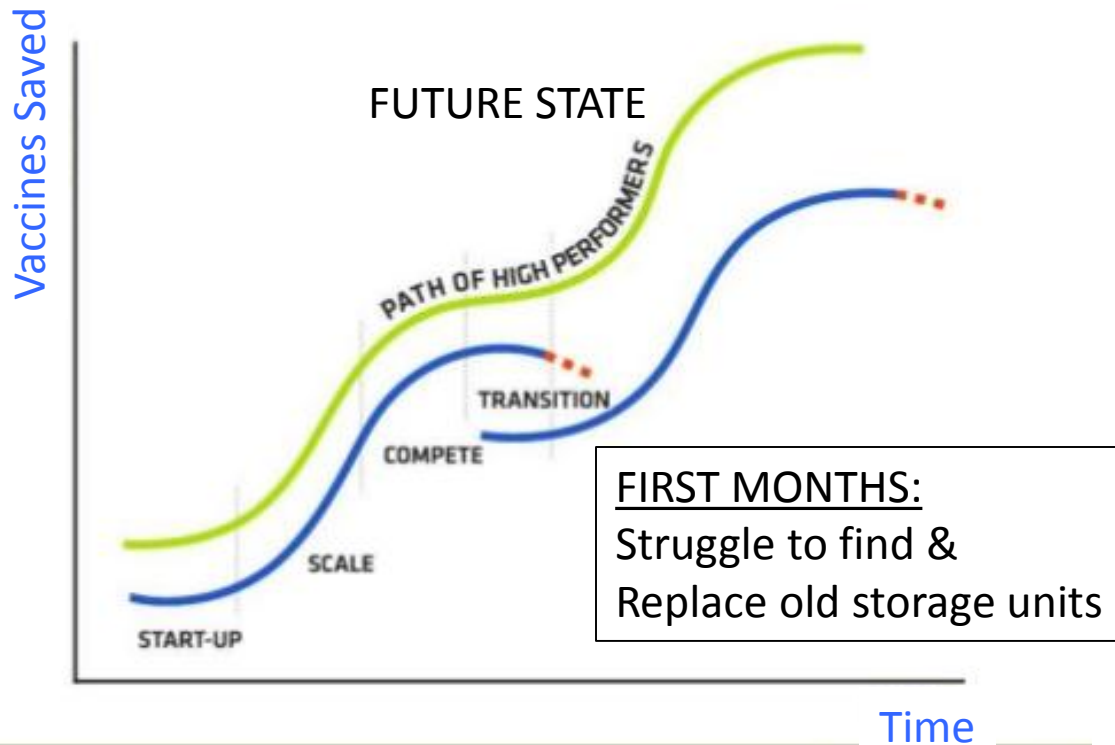 Vaccines Saved
FUTURE STATE
PATH OF HIGH PERFORMERS
TRANSITION
COMPETE
SCALE
START-UP
FIRST MONTHS:
Struggle to find &
Replace old storage units
Time